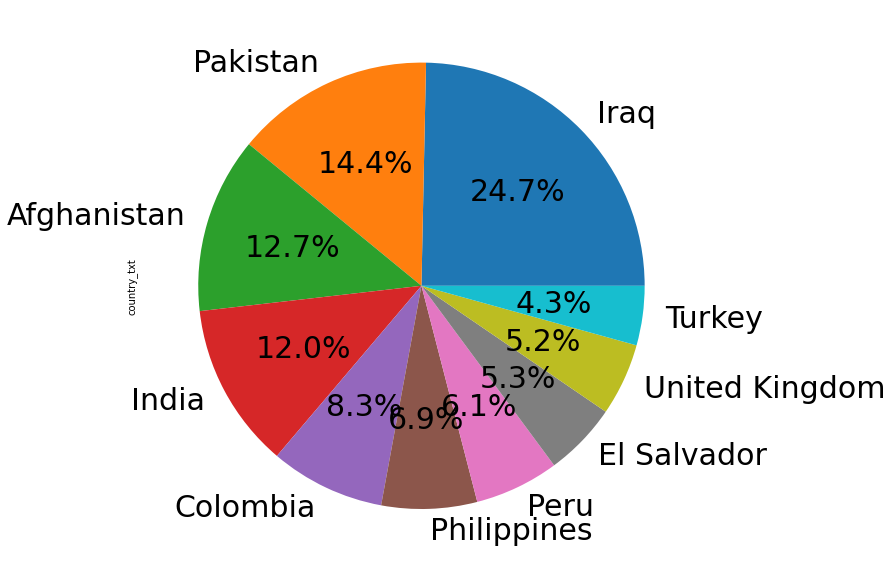 Pakistan
Iraq
14.4%
24.7%
Afghanistan
12.7%
country_txt
4.3%
Turkey
5.2%
12.0%
5.3%
United Kingdom
India
8.3%
6.9%
6.1%
El Salvador
Colombia
Peru
Philippines